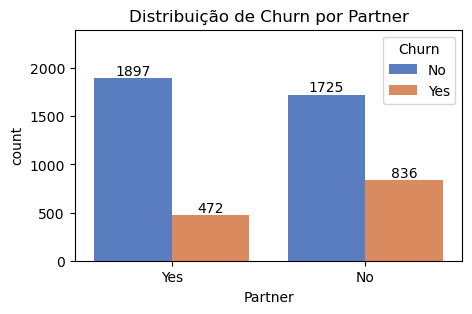 Distribuição de Churn por Partner
Churn
No
Yes
count
2000
1500
1000
500
0
1897
472
1725
836
Yes
No
Partner